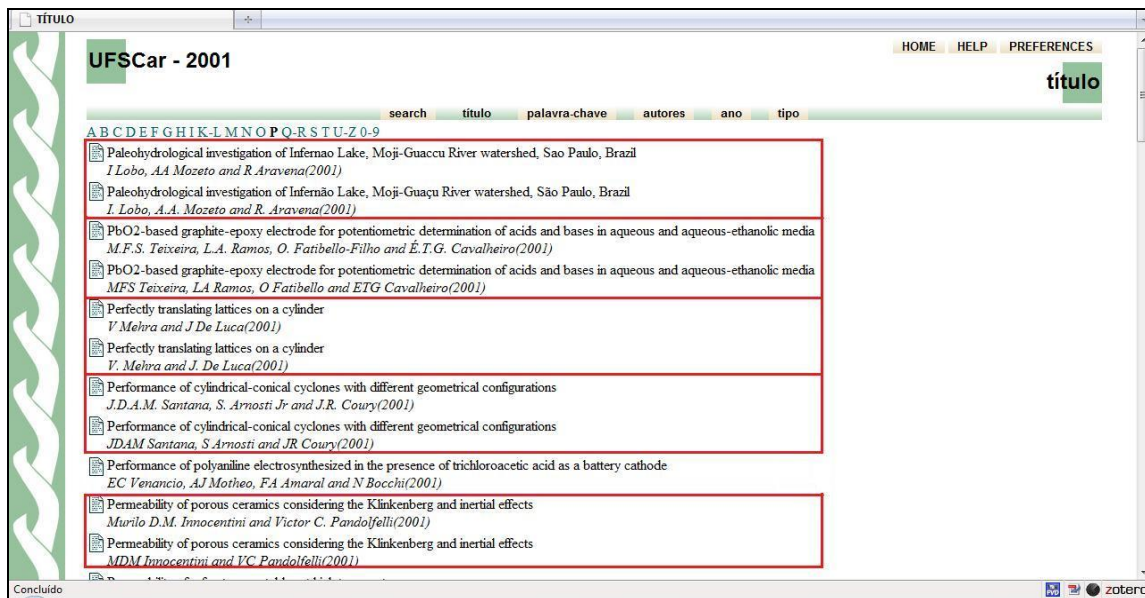 TÍTULO
HOME HELP PREFERENCES
UFSCar - 2001
título
search título palavra-chave autores ano tipo
A B C D E F G H I K-L M N O P Q-R S T U-Z 0-9
Paleohydrological investigation of Infernao Lake, Moji-Guaccu River watershed, Sao Paulo, Brazil
I Lobo, AA Mozeto and R Aravena(2001)
Paleohydrological investigation of Infernão Lake, Moji-Guaçu River watershed, São Paulo, Brazil
I. Lobo, A.A. Mozeto and R. Aravena(2001)
PbO2-based graphite-epoxy electrode for potentiometric determination of acids and bases in aqueous and aqueous-ethanolic media
M.F.S. Teixeira, L.A. Ramos, O. Fatibello-Filho and É.T.G. Cavalheiro(2001)
PbO2-based graphite-epoxy electrode for potentiometric determination of acids and bases in aqueous and aqueous-ethanolic media
MFS Teixeira, LA Ramos, O Fatibello and ETG Cavalheiro(2001)
Perfectly translating lattices on a cylinder
V Mehra and J De Luca(2001)
Perfectly translating lattices on a cylinder
V. Mehra and J. De Luca(2001)
Performance of cylindrical-conical cyclones with different geometrical configurations
J.D.A.M. Santana, S. Arnosti Jr and J.R. Coury(2001)
Performance of cylindrical-conical cyclones with different geometrical configurations
JDAM Santana, S Arnosti and JR Coury(2001)
Performance of polyaniline electrosynthesized in the presence of trichloroacetic acid as a battery cathode
EC Venancio, AJ Motheo, FA Amaral and N Bocchi(2001)
Permeability of porous ceramics considering the Klinkenberg and inertial effects
Murilo D.M. Innocentini and Victor C. Pandolfelli(2001)
Permeability of porous ceramics considering the Klinkenberg and inertial effects
MDM Innocentini and VC Pandolfelli(2001)
Concluído zotero